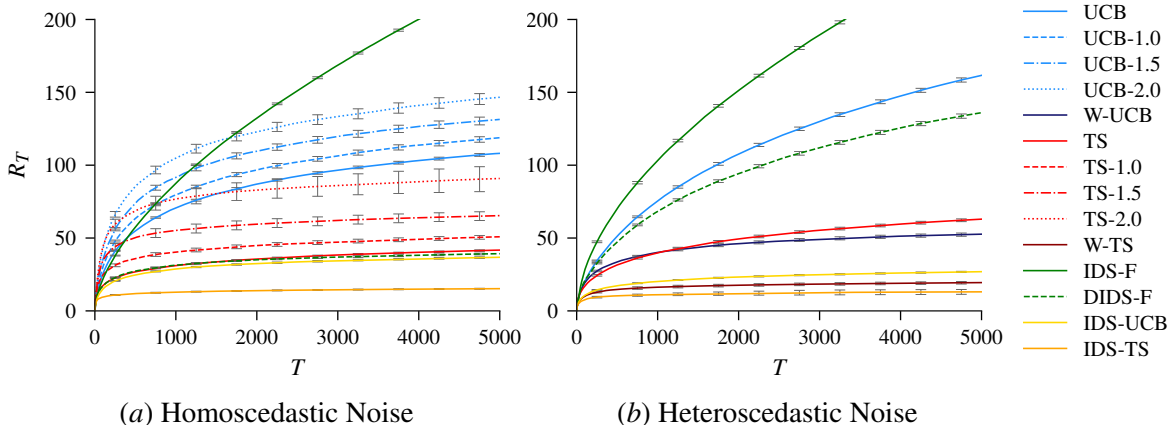 200
150
100
50
0
R_T
0 1000 2000 3000 4000 5000
T
(a) Homoscedastic Noise
200
150
100
50
0
0 1000 2000 3000 4000 5000
T
(b) Heteroscedastic Noise
UCB
UCB-1.0
UCB-1.5
UCB-2.0
W-UCB
TS
TS-1.0
TS-1.5
TS-2.0
W-TS
IDS-F
DIDS-F
IDS-UCB
IDS-TS